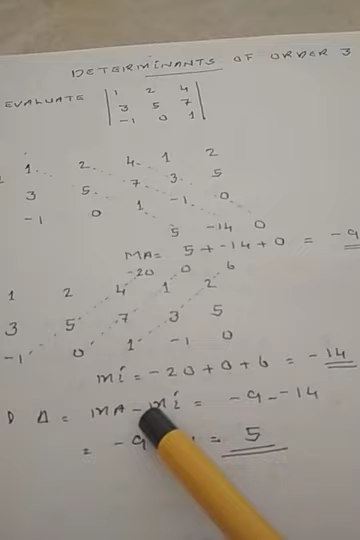 DETERMINANTS OF ORDER 3
EVALUATE | 1 2 4 |
| 3 5 7 |
| -1 0 1 |
1 2 4 1 2
3 5 7 3 5
-1 0 1 -1 0
5 -14 0
MA= 5 + -14 + 0 = -9
-20 0 6
1 2 4 1 2
3 5 7 3 5
-1 0 1 -1 0
Mi = -20 + 0 + 6 = -14
D Δ = MA - Mi = -9 - -14
= -9 = 5